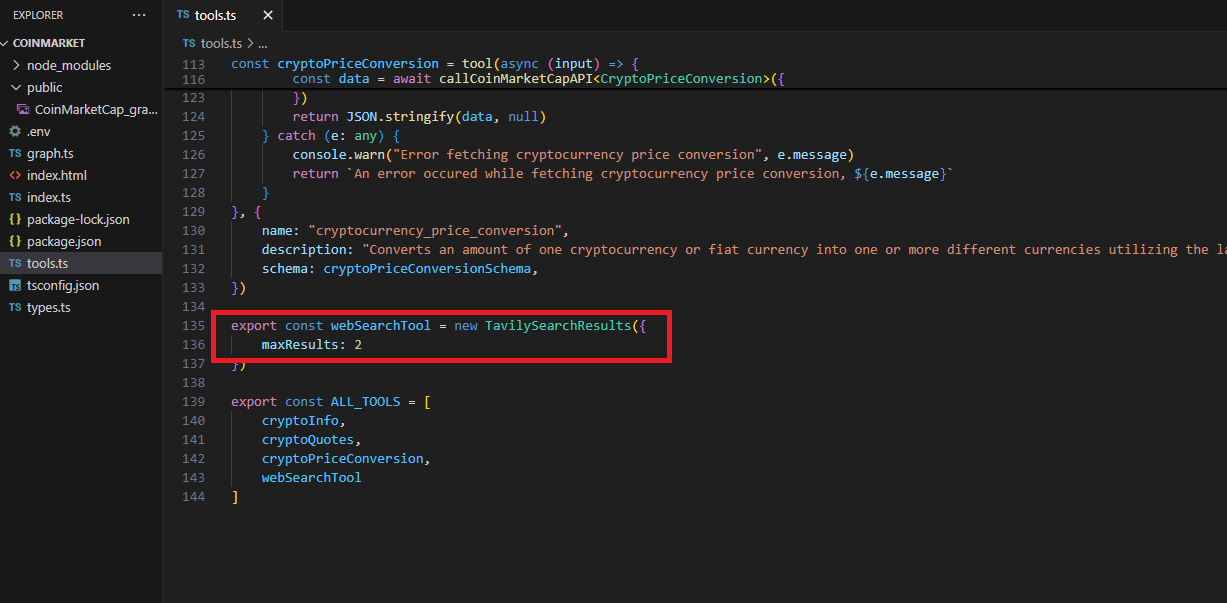 EXPLORER ...
COINMARKET
node_modules
public
CoinMarketCap_gra...
.env
graph.ts
index.html
index.ts
package-lock.json
package.json
tools.ts
tsconfig.json
types.ts
TS tools.ts ×
TS tools.ts > ...
113 const cryptoPriceConversion = tool(async (input) => {
116 const data = await callCoinMarketCapAPI<CryptoPriceConversion>({
123 })
124 return JSON.stringify(data, null)
125 } catch (e: any) {
126 console.warn("Error fetching cryptocurrency price conversion", e.message)
127 return `An error occured while fetching cryptocurrency price conversion, ${e.message}`
128 }
129 }, {
130 name: "cryptocurrency_price_conversion",
131 description: "Converts an amount of one cryptocurrency or fiat currency into one or more different currencies utilizing the la
132 schema: cryptoPriceConversionSchema,
133 })
134
135 export const webSearchTool = new TavilySearchResults({
136 maxResults: 2
137 })
138
139 export const ALL_TOOLS = [
140 cryptoInfo,
141 cryptoQuotes,
142 cryptoPriceConversion,
143 webSearchTool
144 ]